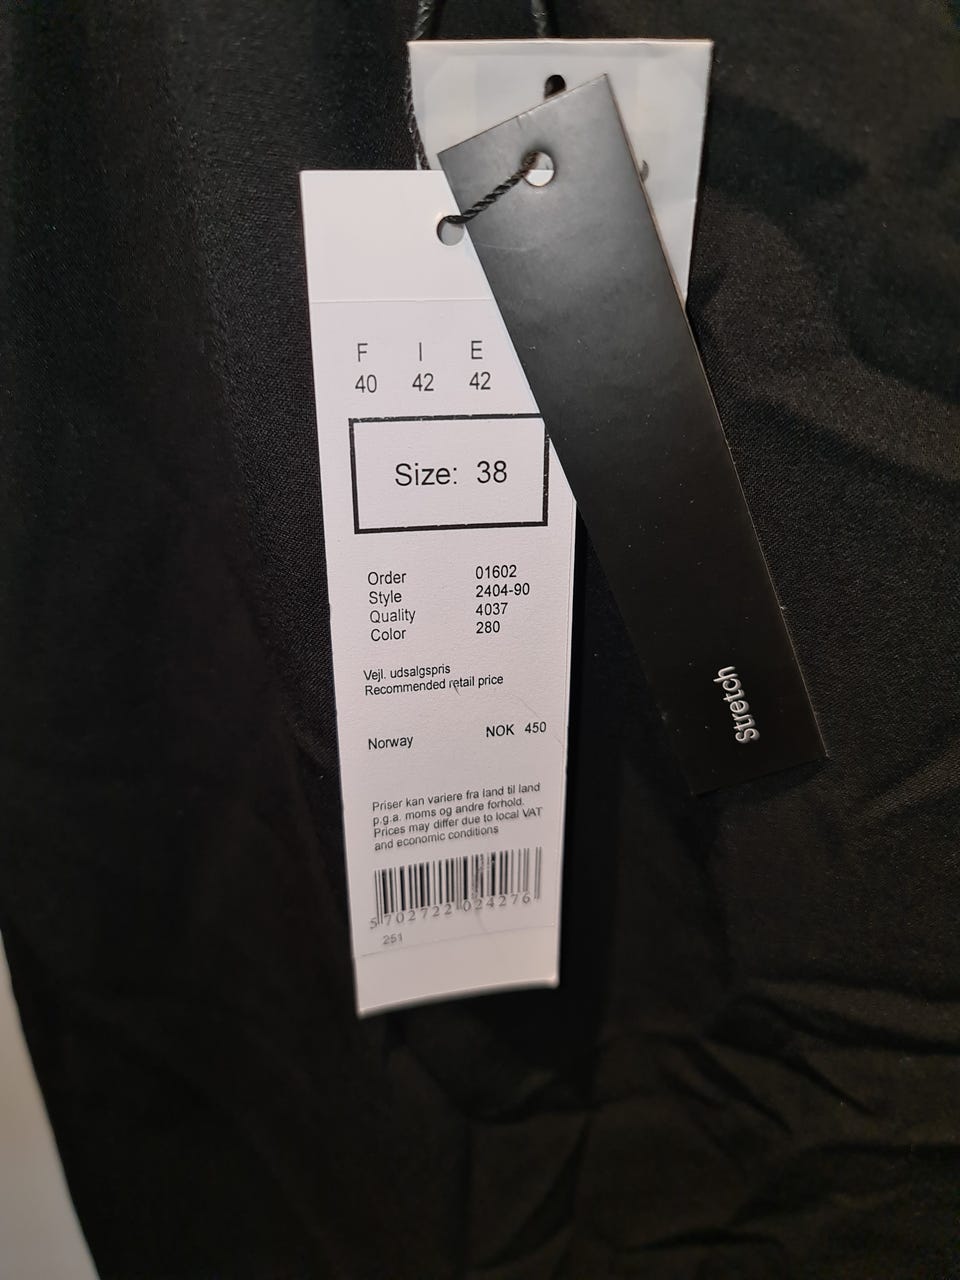 F I E
40 42 42
Size: 38
Order 01602
Style 2404-90
Quality 4037
Color 280
Vejl. udsalgspris
Recommended retail price
Norway NOK 450
Priser kan variere fra land til land
p.g.a. moms og andre forhold.
Prices may differ due to local VAT
and economic conditions
5 702722 024276
251
Stretch